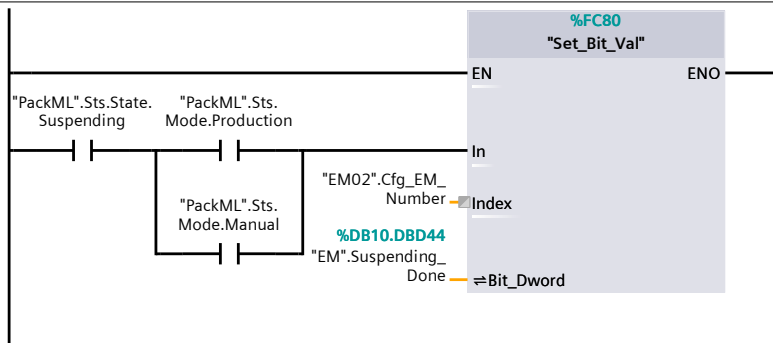 %FC80
"Set_Bit_Val"
EN
ENO
"PackML".Sts.State.
Suspending
"PackML".Sts.
Mode.Production
In
"EM02".Cfg_EM_
Number
Index
"PackML".Sts.
Mode.Manual
%DB10.DBD44
"EM".Suspending_
Done
⇌Bit_Dword